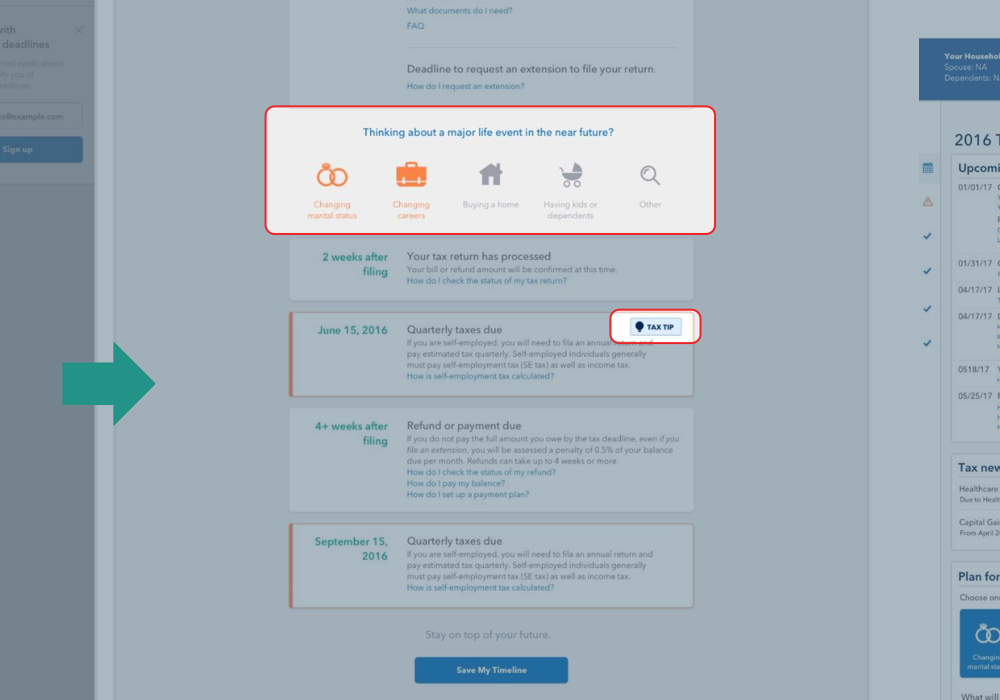 with
deadlines
email notifications
you of
deadlines.
@example.com
Sign up
What documents do I need?
FAQ
Deadline to request an extension to file your return.
How do I request an extension?
Thinking about a major life event in the near future?
Changing
marital status
Changing
careers
Buying a home
Having kids or
dependents
Other
2 weeks after
filing
Your tax return has processed
Your bill or refund amount will be confirmed at this time.
How do I check the status of my tax return?
June 15, 2016
Quarterly taxes due
TAX TIP
If you are self-employed, you will need to fila an annual return and
pay estimated tax quarterly. Self-employed individuals generally
must pay self-employment tax (SE tax) as well as income tax.
How is self-employment tax calculated?
4+ weeks after
filing
Refund or payment due
If you do not pay the full amount you owe by the tax deadline, even if you
file an extension, you will be assessed a penalty of 0.5% of your balance
due per month. Refunds can take up to 4 weeks or more.
How do I check the status of my refund?
How do I pay my balance?
How do I set up a payment plan?
September 15,
2016
Quarterly taxes due
If you are self-employed, you will need to fila an annual return and
pay estimated tax quarterly. Self-employed individuals generally
must pay self-employment tax (SE tax) as well as income tax.
How is self-employment tax calculated?
Stay on top of your future.
Save My Timeline
Your Househol
Spouse: NA
Dependents: N
2016 T
Upcomi
01/01/17
01/31/17
04/17/17
04/17/17
0518/17
05/25/17
Tax new
Healthcare
Due to Healt
Capital Gai
From April 2
Plan for
Choose on
Changin
marital sta
What will